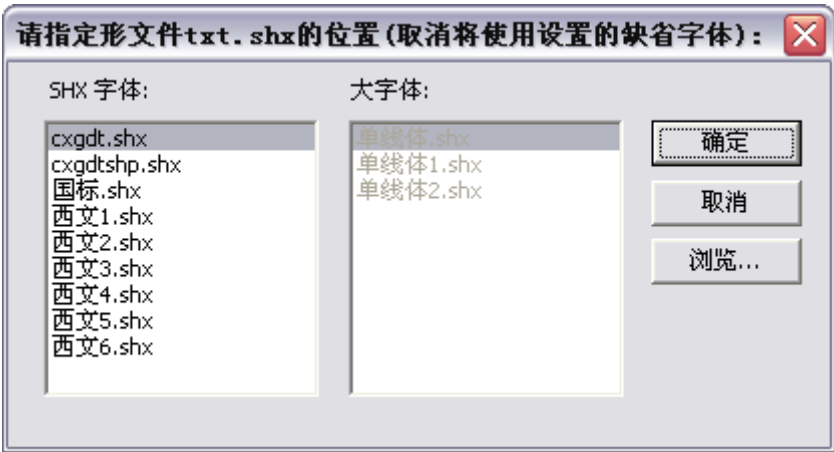 请指定形文件txt.shx的位置(取消将使用设置的缺省字体):
SHX 字体:
cxgdt.shx
cxgdtshp.shx
国标.shx
西文1.shx
西文2.shx
西文3.shx
西文4.shx
西文5.shx
西文6.shx
大字体:
单线体.shx
单线体1.shx
单线体2.shx
确定
取消
浏览...